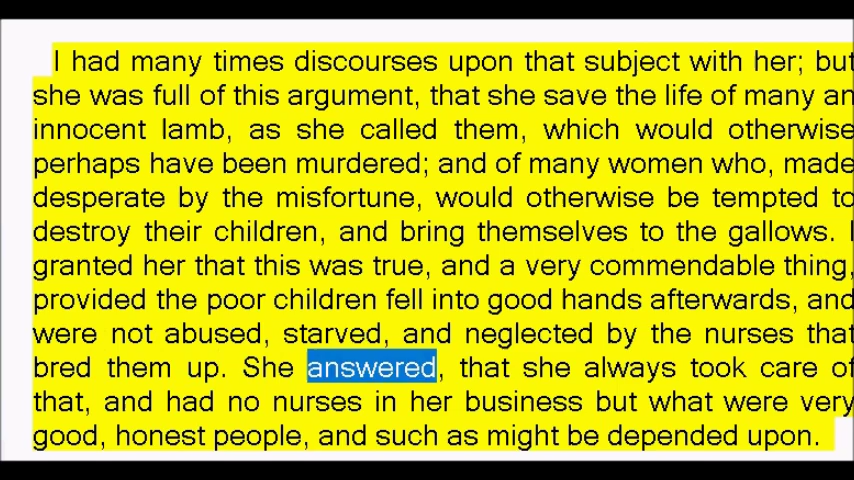 I had many times discourses upon that subject with her; but
she was full of this argument, that she save the life of many an
innocent lamb, as she called them, which would otherwise
perhaps have been murdered; and of many women who, made
desperate by the misfortune, would otherwise be tempted to
destroy their children, and bring themselves to the gallows. I
granted her that this was true, and a very commendable thing,
provided the poor children fell into good hands afterwards, and
were not abused, starved, and neglected by the nurses that
bred them up. She answered, that she always took care of
that, and had no nurses in her business but what were very
good, honest people, and such as might be depended upon.